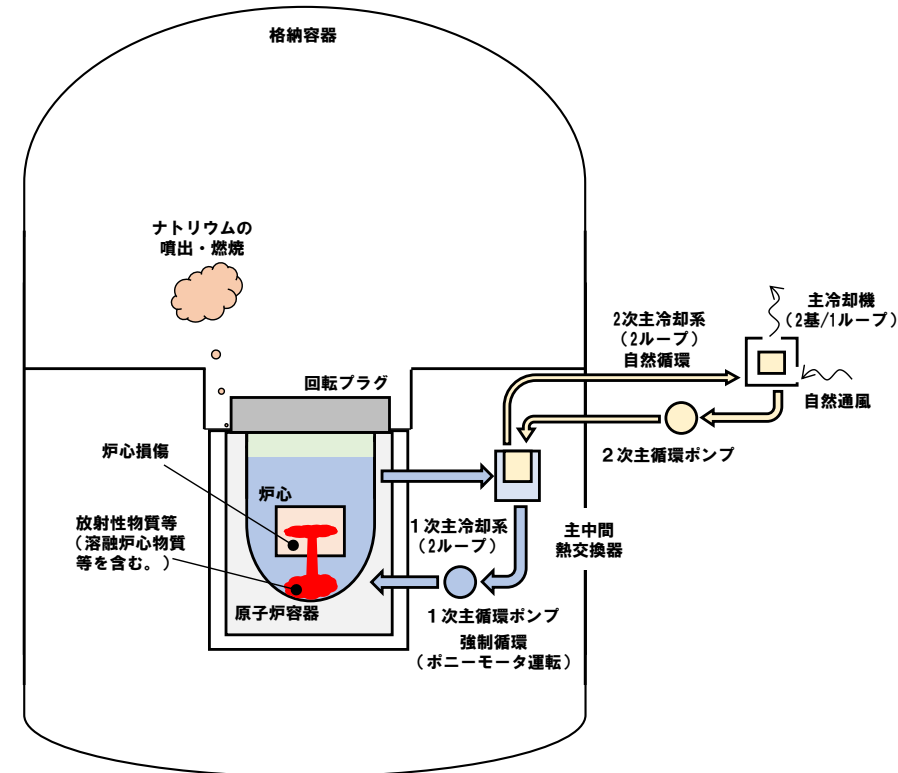 格納容器
ナトリウムの
噴出・燃焼
主冷却機
（2基/1ループ）
2次主冷却系
（2ループ）
自然循環
回転プラグ
自然通風
炉心損傷
２次主循環ポンプ
炉心
放射性物質等
（溶融炉心物質
等を含む。）
１次主冷却系
（2ループ）
主中間
熱交換器
原子炉容器
１次主循環ポンプ
強制循環
（ポニーモータ運転）